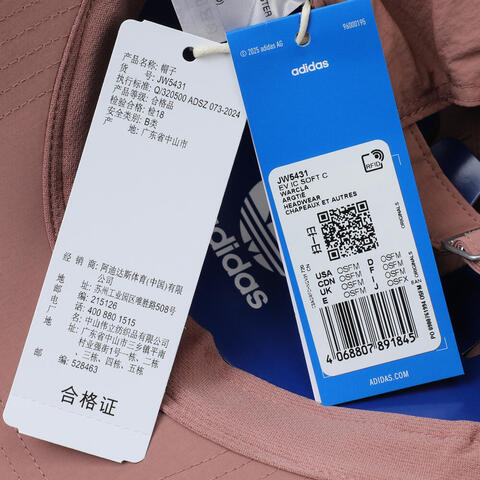 品名: 帽子
货号: JW5431
执行标准: Q/320500 ADSZ 073-2024
产品等级: 合格品
检验合格: 检18
安全类别: B类
产地: 广东省中山市
经销商: 阿迪达斯体育(中国)有限
公司
地址: 苏州工业园区唯胜路508号
邮编: 215126
电话: 400 880 1515
制造商: 中山伟立纺织品有限公司
地址: 广东省中山市三乡镇平南
村业强街1号一栋、二栋
、三栋、四栋、五栋
邮编: 528463
合格证
© 2025 adidas AG
96000195
adidas
JW5431
EV IC SOFT C
WARCLA
ARGTIE
HEADWEAR
CHAPEAUX ET AUTRES
RFID
ORIGINALS
USA OSFM D OSFM
CDN OSFM F OSFM
UK OSFM I OSFM
E OSFM J OSFX
4 068807 891845
ADIDAS.COM
adidas